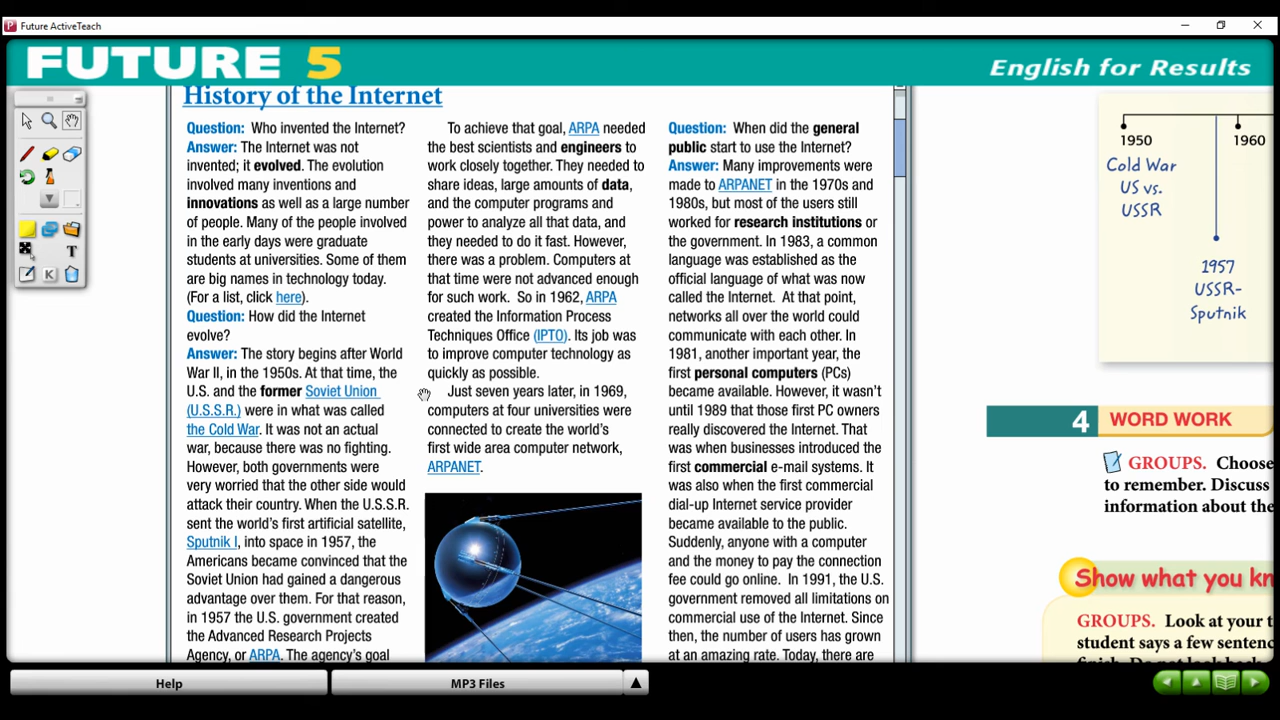 Future ActiveTeach
FUTURE 5
English for Results
History of the Internet
Question: Who invented the Internet?
Answer: The Internet was not
invented; it evolved. The evolution
involved many inventions and
innovations as well as a large number
of people. Many of the people involved
in the early days were graduate
students at universities. Some of them
are big names in technology today.
(For a list, click here).
Question: How did the Internet
evolve?
Answer: The story begins after World
War II, in the 1950s. At that time, the
U.S. and the former Soviet Union
(U.S.S.R.) were in what was called
the Cold War. It was not an actual
war, because there was no fighting.
However, both governments were
very worried that the other side would
attack their country. When the U.S.S.R.
sent the world's first artificial satellite,
Sputnik I, into space in 1957, the
Americans became convinced that the
Soviet Union had gained a dangerous
advantage over them. For that reason,
in 1957 the U.S. government created
the Advanced Research Projects
Agency, or ARPA. The agency's goal
To achieve that goal, ARPA needed
the best scientists and engineers to
work closely together. They needed to
share ideas, large amounts of data,
and the computer programs and
power to analyze all that data, and
they needed to do it fast. However,
there was a problem. Computers at
that time were not advanced enough
for such work. So in 1962, ARPA
created the Information Process
Techniques Office (IPTO). Its job was
to improve computer technology as
quickly as possible.
Just seven years later, in 1969,
computers at four universities were
connected to create the world's
first wide area computer network,
ARPANET.
Question: When did the general
public start to use the Internet?
Answer: Many improvements were
made to ARPANET in the 1970s and
1980s, but most of the users still
worked for research institutions or
the government. In 1983, a common
language was established as the
official language of what was now
called the Internet. At that point,
networks all over the world could
communicate with each other. In
1981, another important year, the
first personal computers (PCs)
became available. However, it wasn't
until 1989 that those first PC owners
really discovered the Internet. That
was when businesses introduced the
first commercial e-mail systems. It
was also when the first commercial
dial-up Internet service provider
became available to the public.
Suddenly, anyone with a computer
and the money to pay the connection
fee could go online. In 1991, the U.S.
government removed all limitations on
commercial use of the Internet. Since
then, the number of users has grown
at an amazing rate. Today, there are
1950
1960
Cold War
US vs.
USSR
1957
USSR-
Sputnik
4 WORD WORK
GROUPS. Choose
to remember. Discuss
information about the
Show what you kn
GROUPS. Look at your t
student says a few sentenc
T
K
Help
MP3 Files